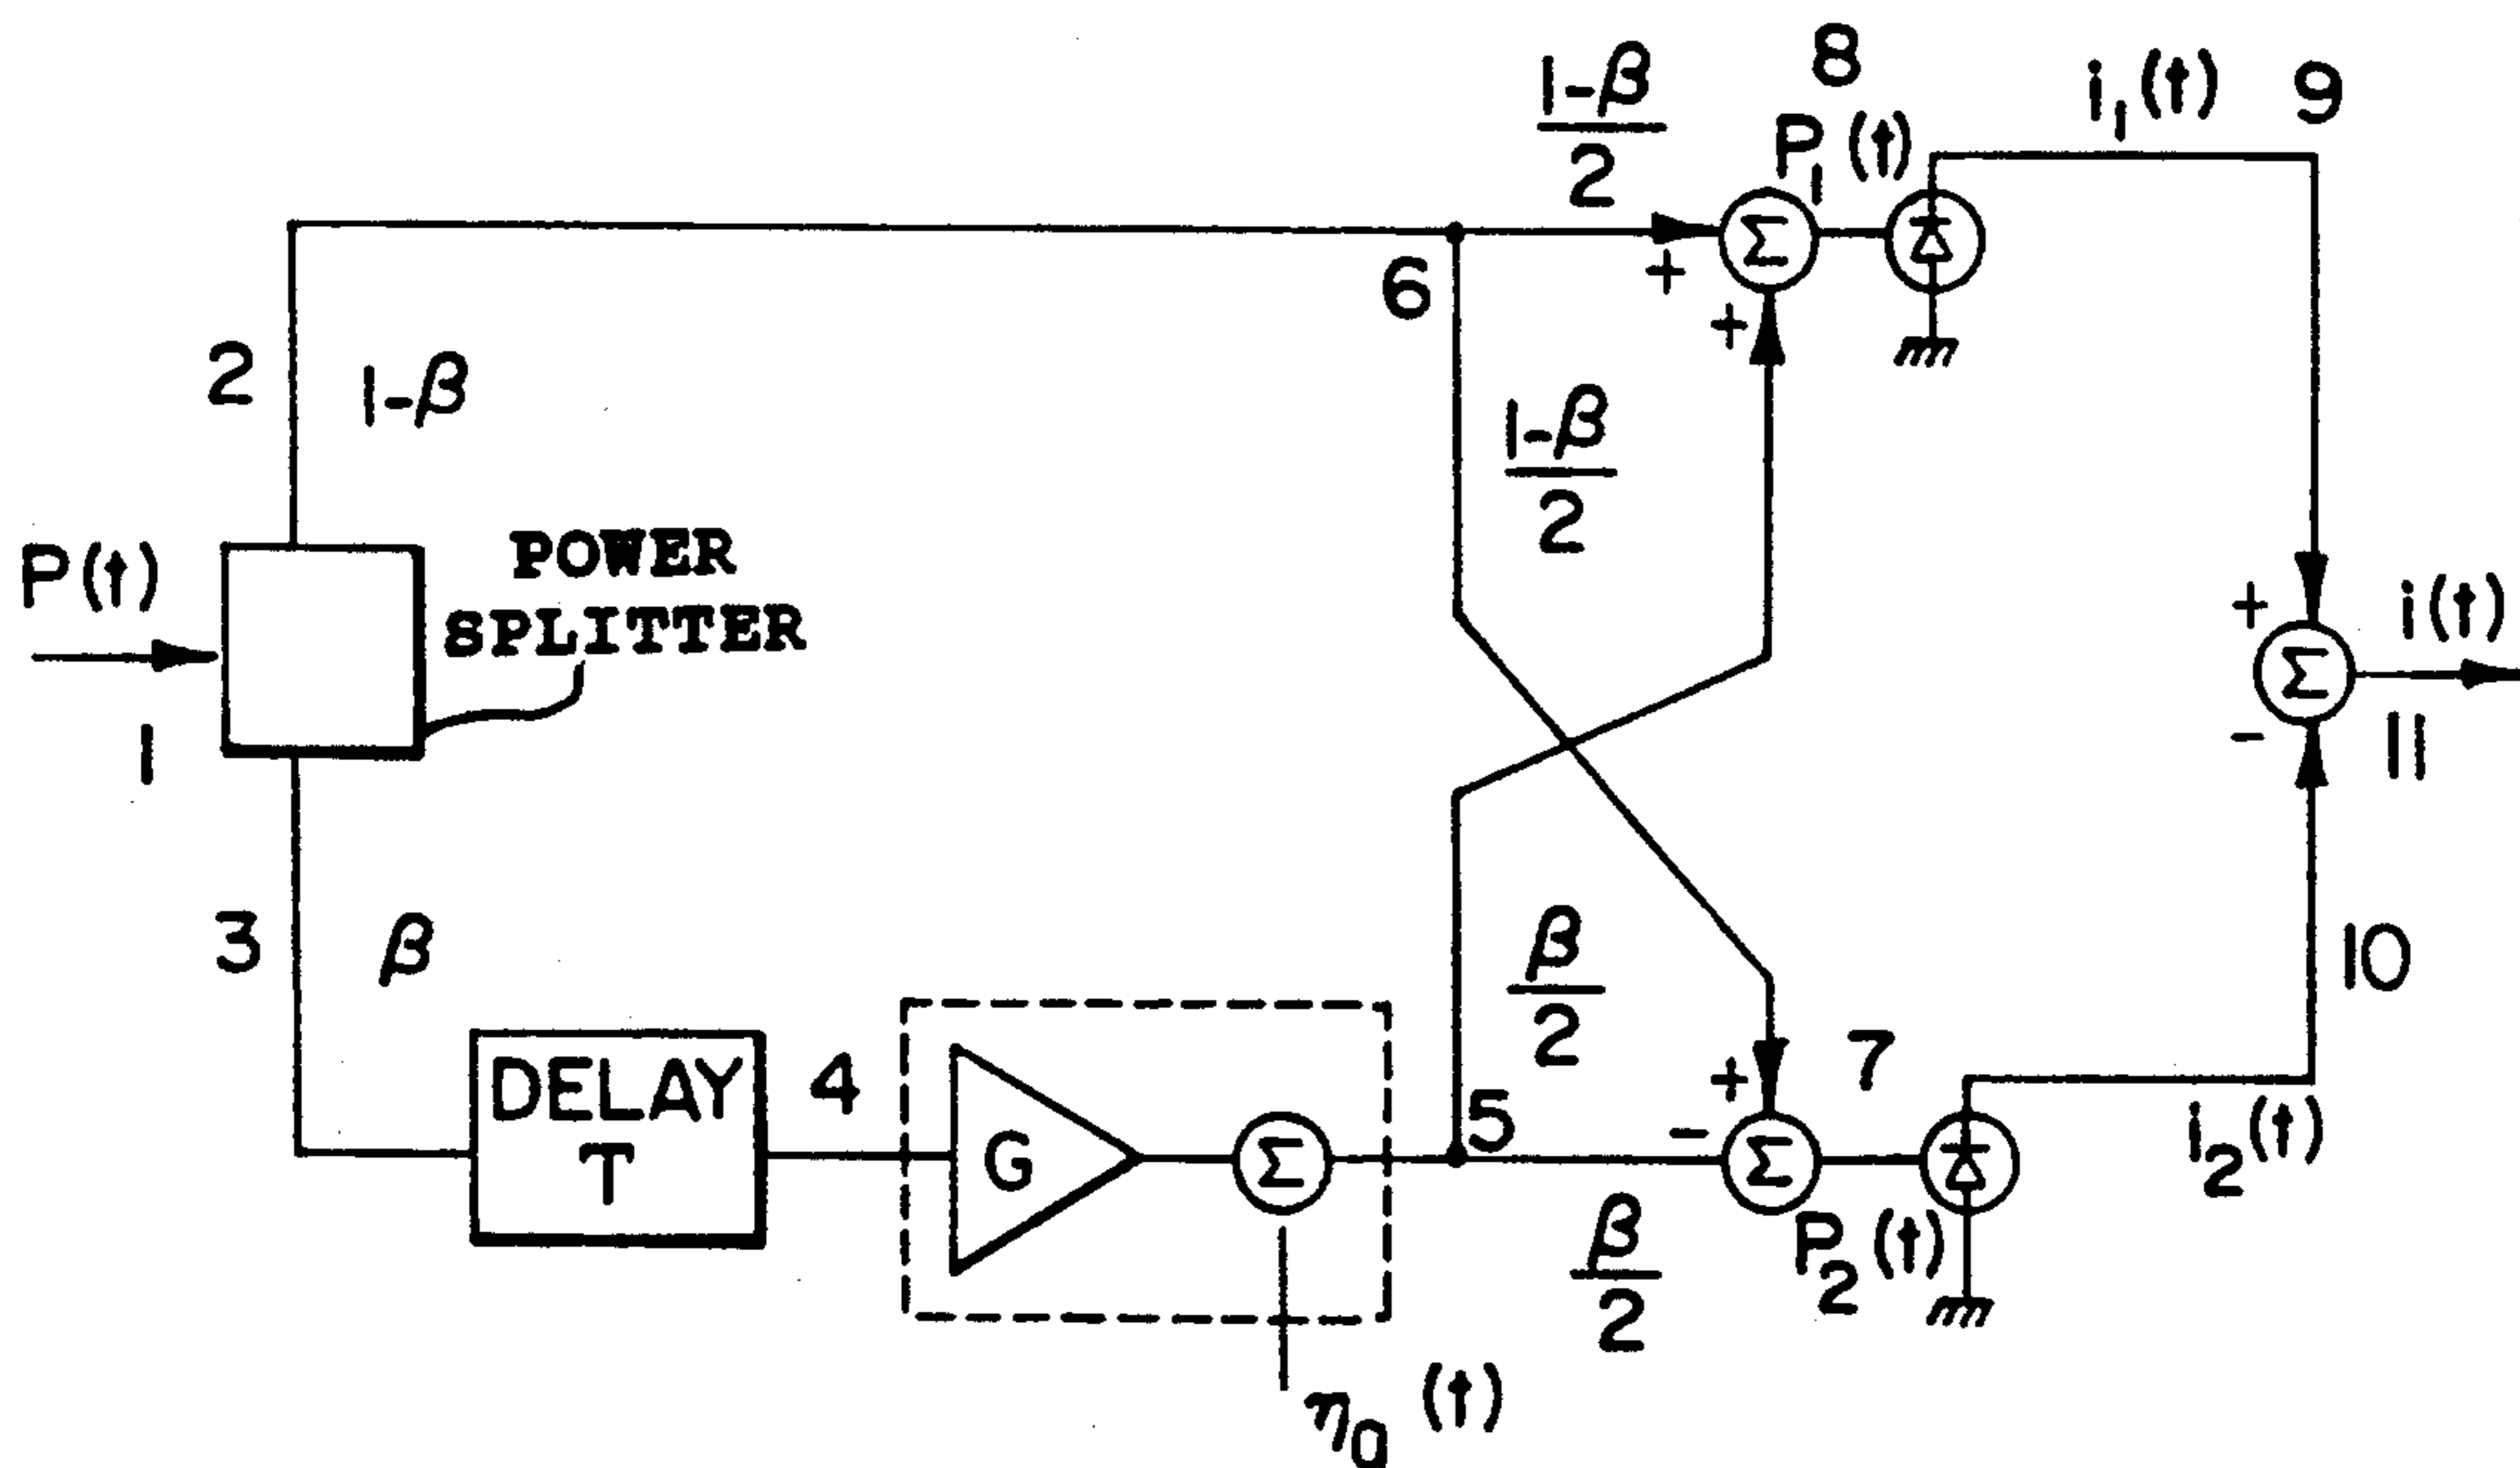 P(t)
1
POWER
SPLITTER
2
1-β
3
β
DELAY
T
4
G
Σ
η₀ (t)
5
6
1-β
2
1-β
2
β
2
β
2
+
+
Σ
8
P₁(t)
i₁(t)
9
+
-
Σ
7
P₂(t)
i₂(t)
10
+
-
Σ
i(t)
11